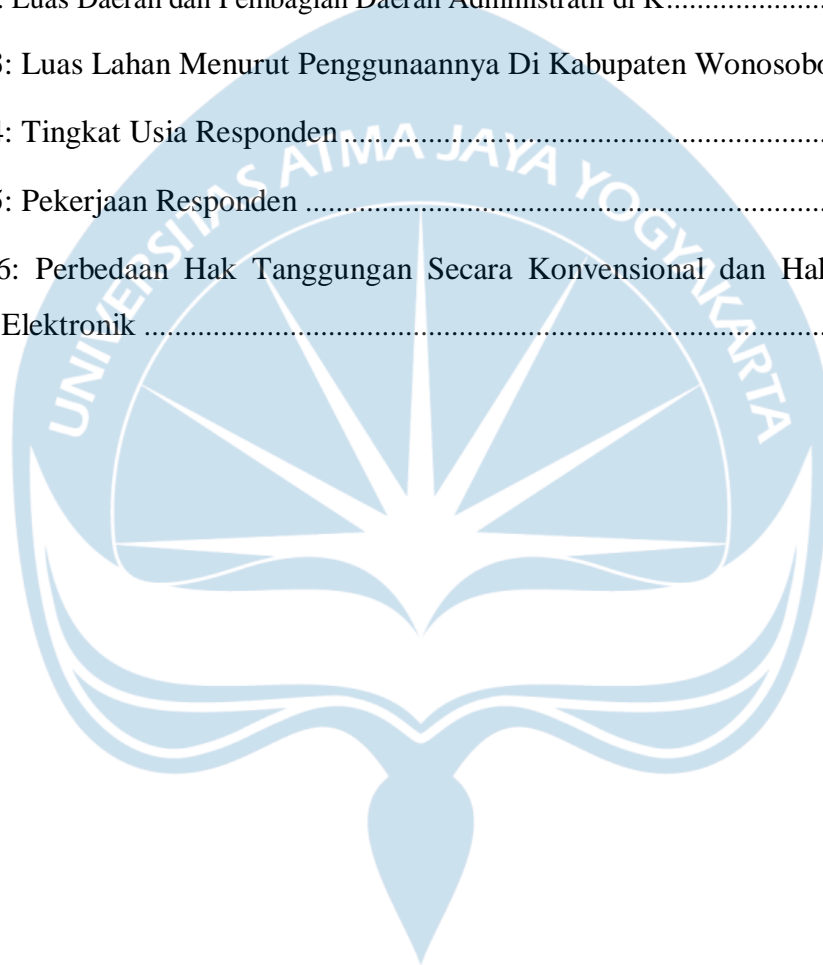 : Luas Daerah dan Pembagian Daerah Administratif di K
3: Luas Lahan Menurut Penggunaannya Di Kabupaten Wonosobo
4: Tingkat Usia Responden
5: Pekerjaan Responden
6: Perbedaan Hak Tanggungan Secara Konvensional dan Hak
Elektronik
UNIVERSITAS ATMA JAYA YOGYAKARTA